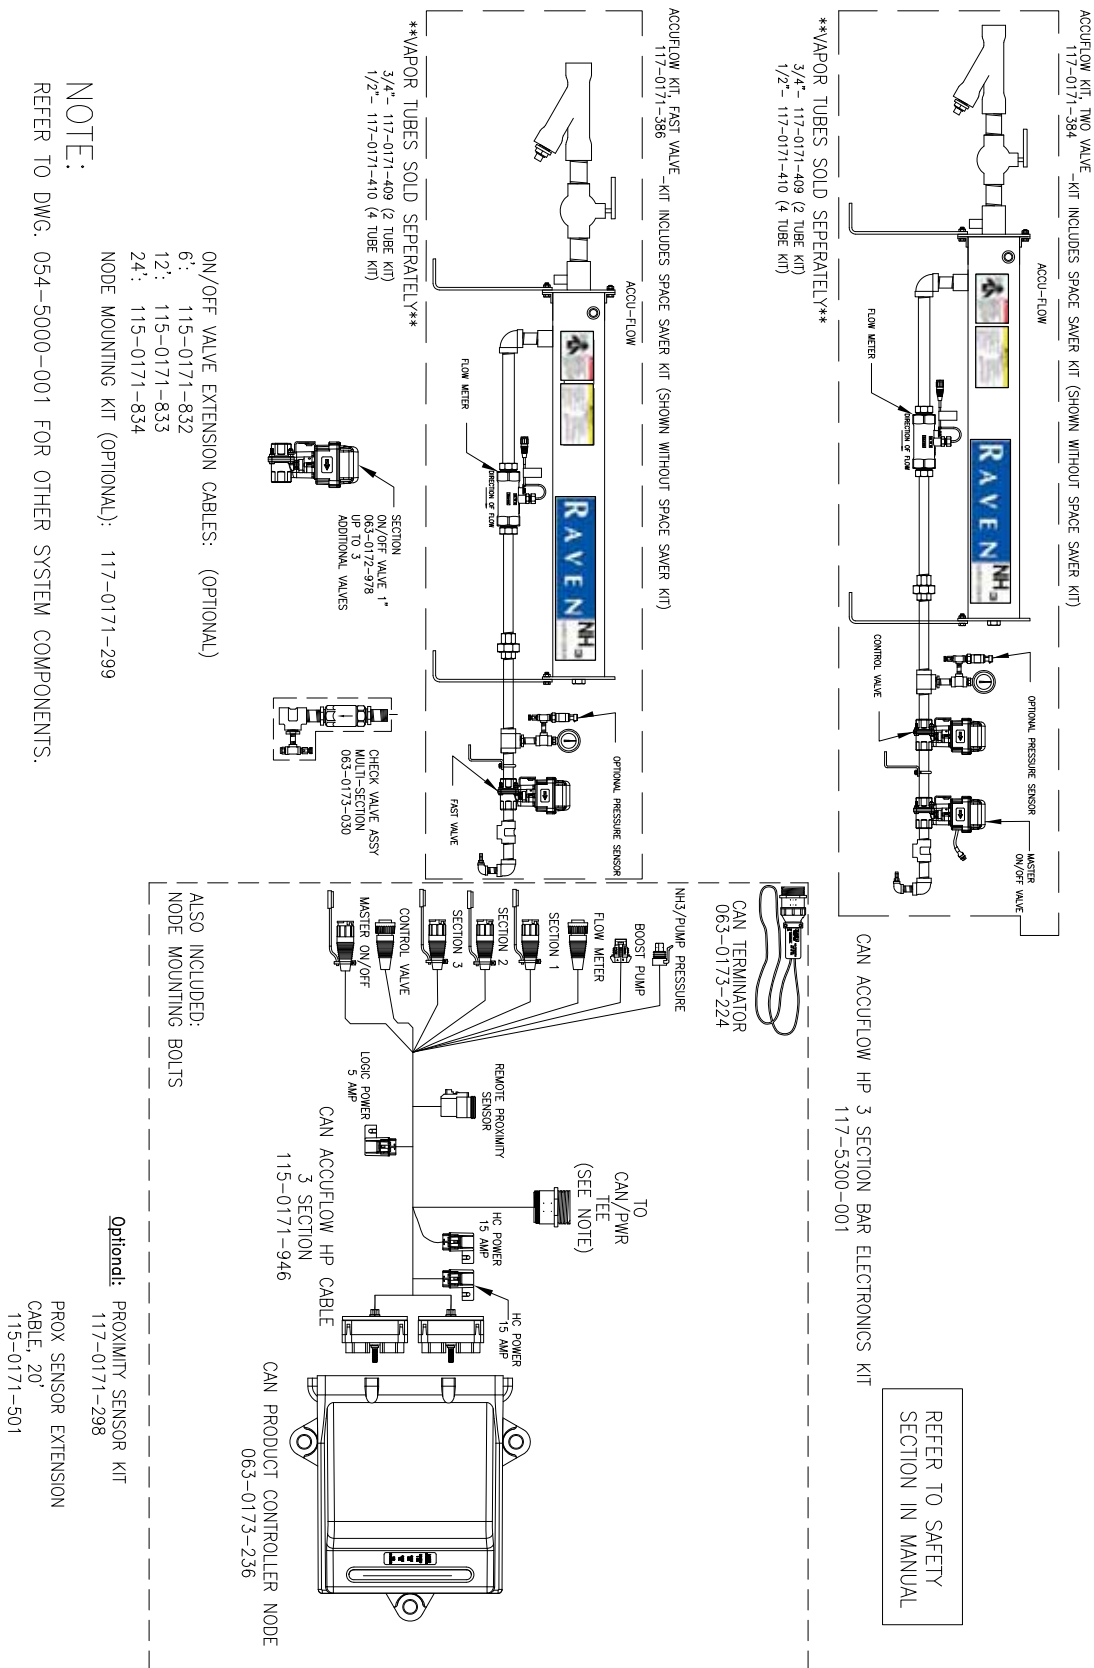 ACCUFLOW KIT, TWO VALVE
117-0171-384
-KIT INCLUDES SPACE SAVER KIT (SHOWN WITHOUT SPACE SAVER KIT)
ACCU-FLOW
FLOW METER
DIRECTION OF FLOW
RAVEN
NH3
CONTROL VALVE
OPTIONAL PRESSURE SENSOR
MASTER
ON/OFF VALVE
**VAPOR TUBES SOLD SEPERATELY**
3/4"- 117-0171-409 (2 TUBE KIT)
1/2"- 117-0171-410 (4 TUBE KIT)
ACCUFLOW KIT, FAST VALVE
117-0171-386
-KIT INCLUDES SPACE SAVER KIT (SHOWN WITHOUT SPACE SAVER KIT)
ACCU-FLOW
FLOW METER
DIRECTION OF FLOW
RAVEN
NH3
OPTIONAL PRESSURE SENSOR
FAST VALVE
**VAPOR TUBES SOLD SEPERATELY**
3/4"- 117-0171-409 (2 TUBE KIT)
1/2"- 117-0171-410 (4 TUBE KIT)
SECTION
ON/OFF VALVE 1"
063-0172-978
UP TO 3
ADDITIONAL VALVES
CHECK VALVE ASSY
MULTI-SECTION
063-0173-030
ON/OFF VALVE EXTENSION CABLES: (OPTIONAL)
6': 115-0171-832
12': 115-0171-833
24': 115-0171-834
NODE MOUNTING KIT (OPTIONAL): 117-0171-299
NOTE:
REFER TO DWG. 054-5000-001 FOR OTHER SYSTEM COMPONENTS.
REFER TO SAFETY
SECTION IN MANUAL
CAN ACCUFLOW HP 3 SECTION BAR ELECTRONICS KIT
117-5300-001
CAN TERMINATOR
063-0173-224
NH3/PUMP PRESSURE
BOOST PUMP
FLOW METER
SECTION 1
SECTION 2
SECTION 3
CONTROL VALVE
MASTER ON/OFF
REMOTE PROXIMITY
SENSOR
LOGIC POWER
5 AMP
TO
CAN/PWR
TEE
(SEE NOTE)
HC POWER
15 AMP
HC POWER
15 AMP
CAN ACCUFLOW HP CABLE
3 SECTION
115-0171-946
CAN PRODUCT CONTROLLER NODE
063-0173-236
ALSO INCLUDED:
NODE MOUNTING BOLTS
Optional: PROXIMITY SENSOR KIT
117-0171-298
PROX SENSOR EXTENSION
CABLE, 20'
115-0171-501